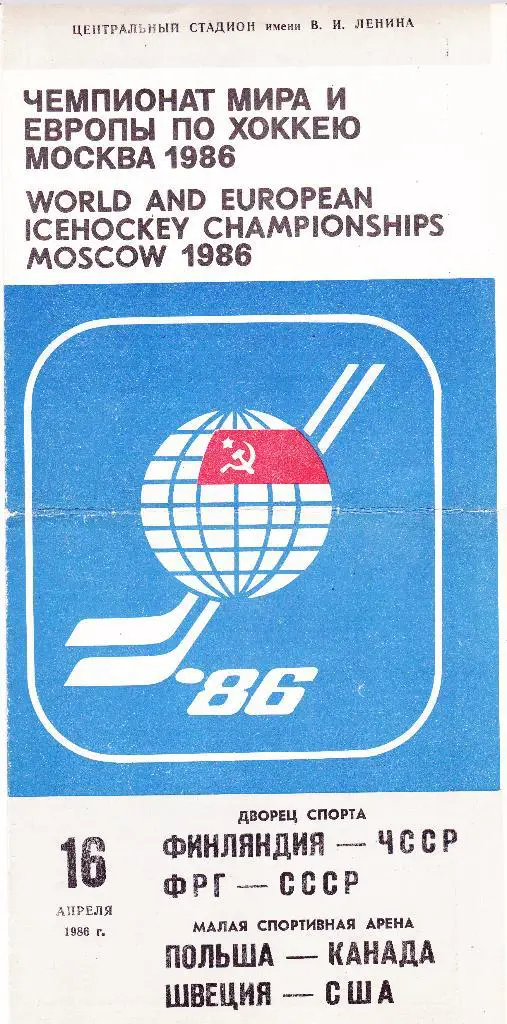 ЦЕНТРАЛЬНЫЙ СТАДИОН имени В. И. ЛЕНИНА
ЧЕМПИОНАТ МИРА И
ЕВРОПЫ ПО ХОККЕЮ
МОСКВА 1986
WORLD AND EUROPEAN
ICEHOCKEY CHAMPIONSHIPS
MOSCOW 1986
'86
16
АПРЕЛЯ
1986 г.
ДВОРЕЦ СПОРТА
ФИНЛЯНДИЯ — ЧССР
ФРГ — СССР
МАЛАЯ СПОРТИВНАЯ АРЕНА
ПОЛЬША — КАНАДА
ШВЕЦИЯ — США